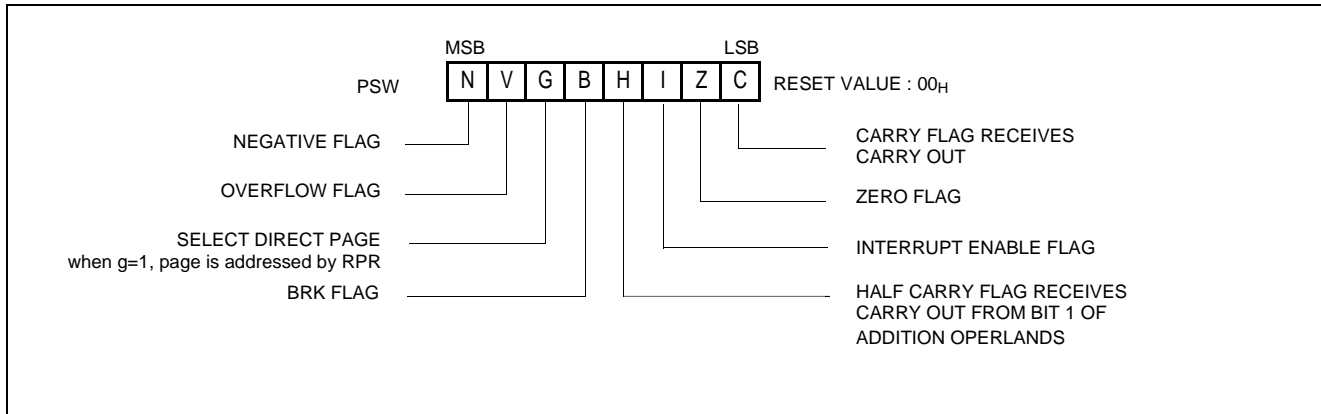 MSB LSB
PSW N V G B H I Z C RESET VALUE : 00H
NEGATIVE FLAG
OVERFLOW FLAG
SELECT DIRECT PAGE
when g=1, page is addressed by RPR
BRK FLAG
CARRY FLAG RECEIVES
CARRY OUT
ZERO FLAG
INTERRUPT ENABLE FLAG
HALF CARRY FLAG RECEIVES
CARRY OUT FROM BIT 1 OF
ADDITION OPERLANDS